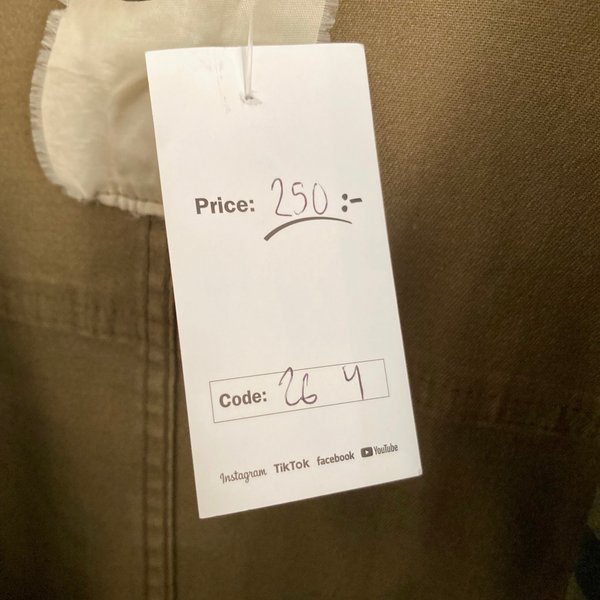 Price: 250 :-
Code: 26 4
Instagram TikTok facebook YouTube